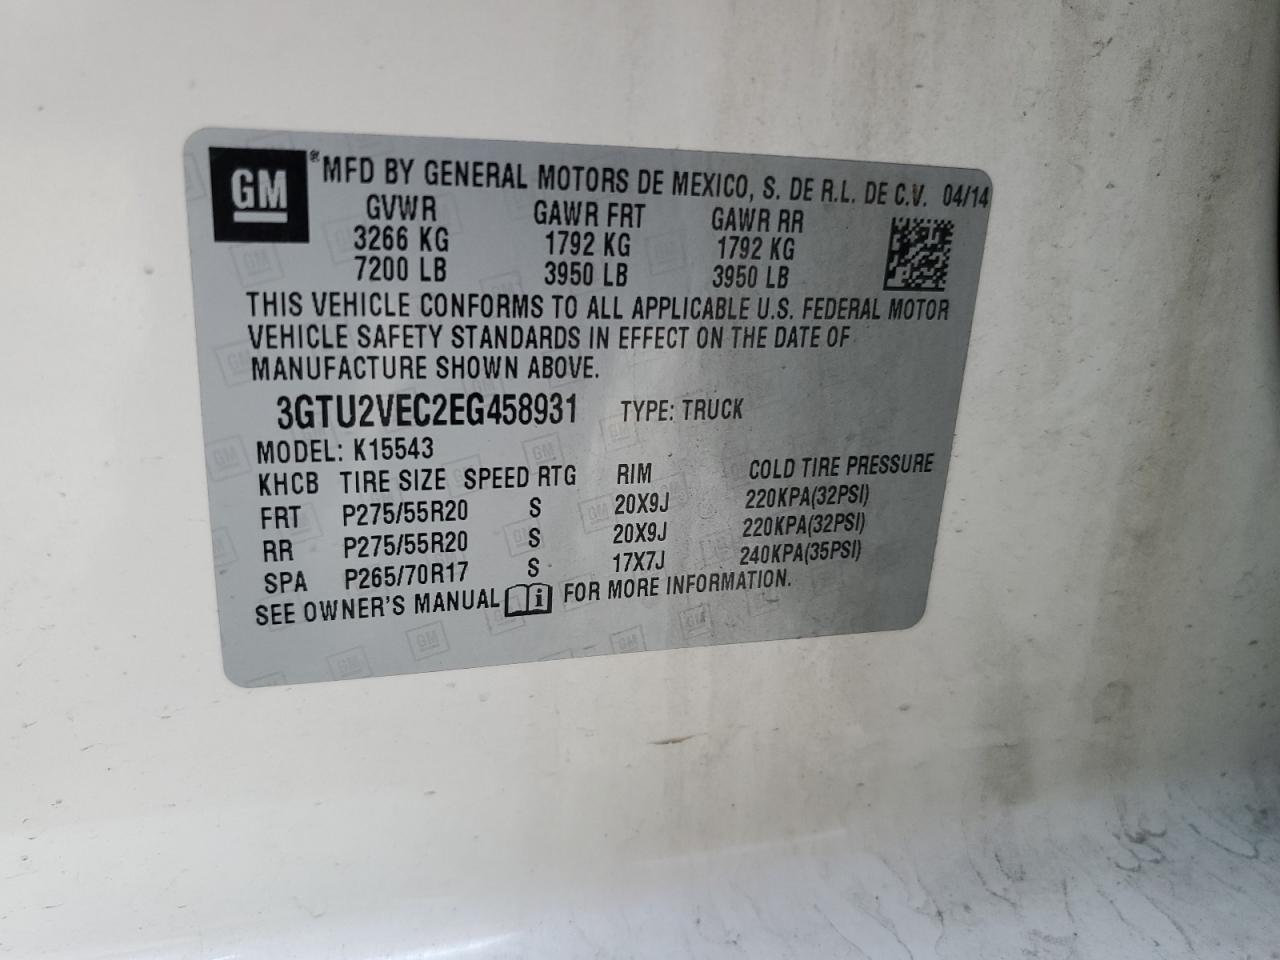 GM ® MFD BY GENERAL MOTORS DE MEXICO, S. DE R.L. DE C.V. 04/14
GVWR GAWR FRT GAWR RR
3266 KG 1792 KG 1792 KG
7200 LB 3950 LB 3950 LB
THIS VEHICLE CONFORMS TO ALL APPLICABLE U.S. FEDERAL MOTOR
VEHICLE SAFETY STANDARDS IN EFFECT ON THE DATE OF
MANUFACTURE SHOWN ABOVE.
3GTU2VEC2EG458931 TYPE: TRUCK
MODEL: K15543
KHCB TIRE SIZE SPEED RTG RIM COLD TIRE PRESSURE
FRT P275/55R20 S 20X9J 220KPA(32PSI)
RR P275/55R20 S 20X9J 220KPA(32PSI)
SPA P265/70R17 S 17X7J 240KPA(35PSI)
SEE OWNER'S MANUAL i FOR MORE INFORMATION.